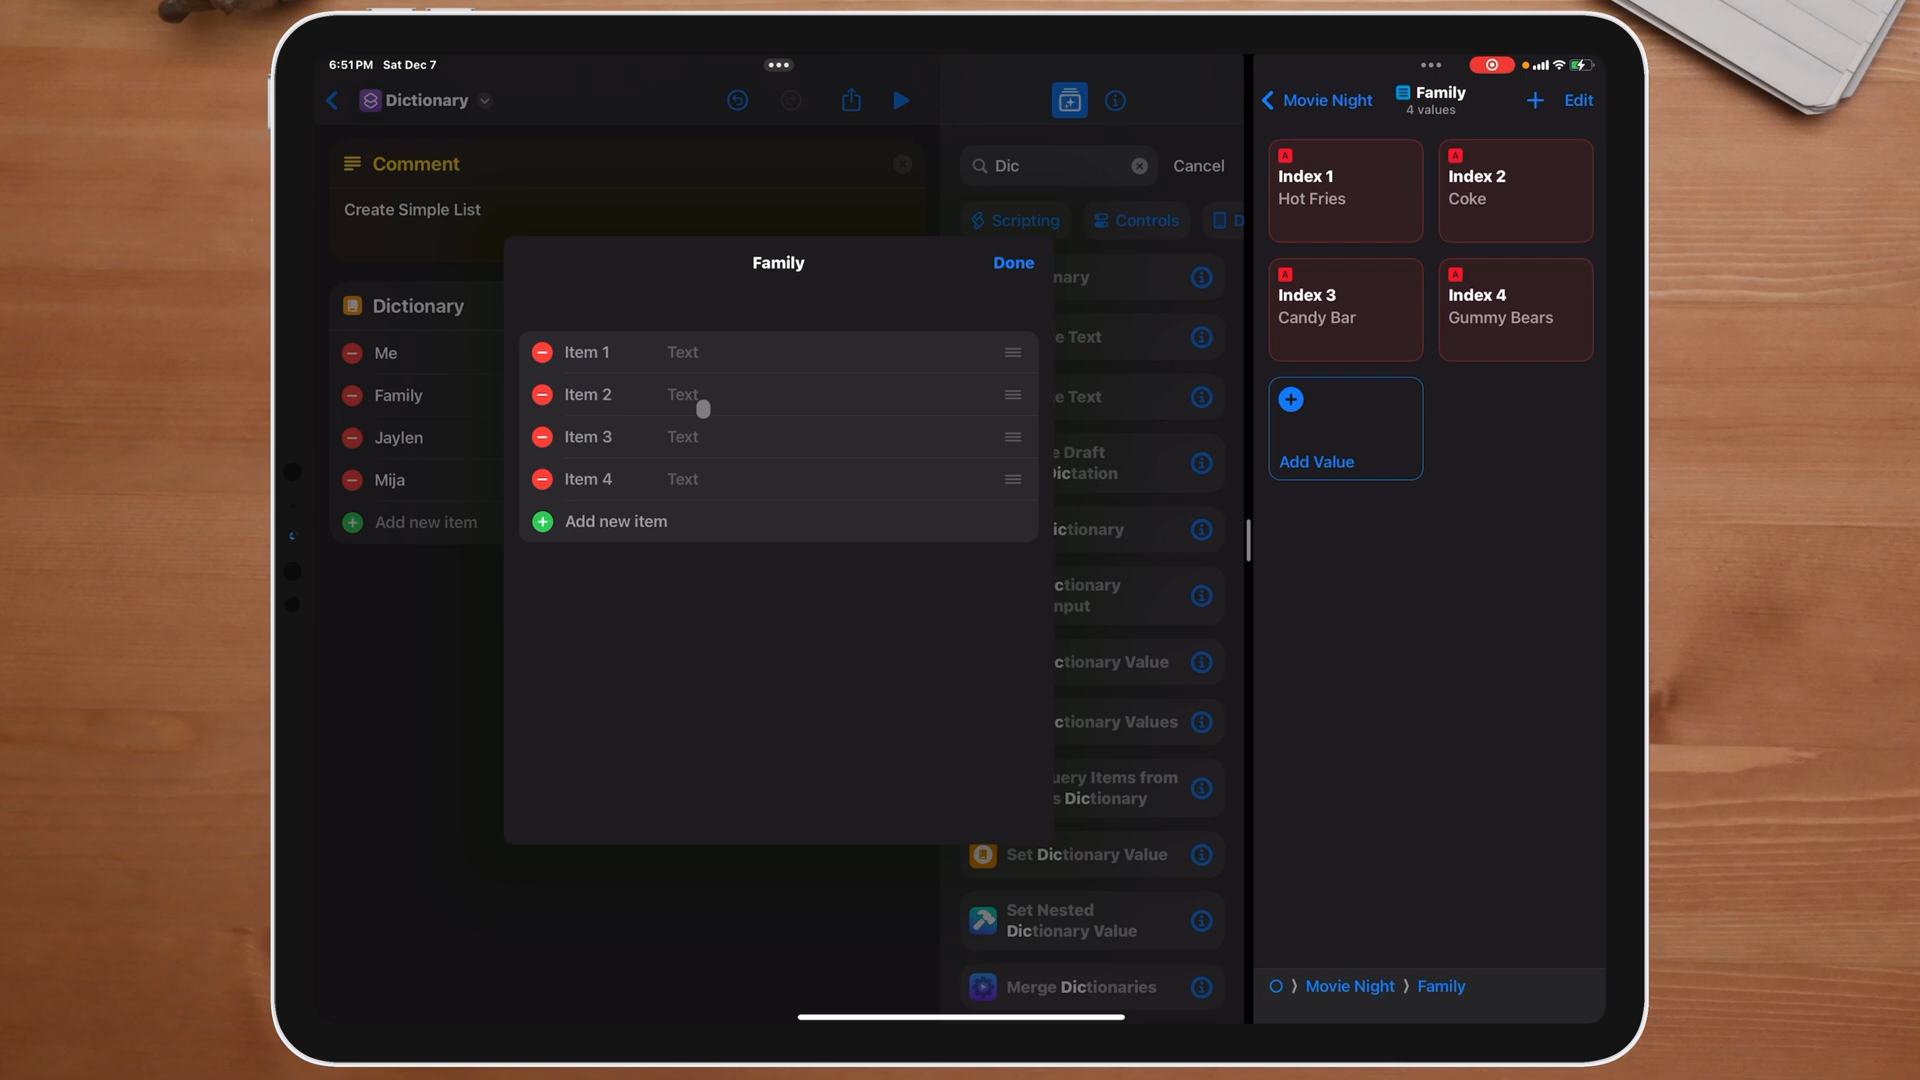 6:51PM Sat Dec 7
Dictionary
Comment
Create Simple List
Dictionary
Me
Family
Jaylen
Mija
Add new item
Family
Done
Item 1 Text
Item 2 Text
Item 3 Text
Item 4 Text
Add new item
Dic
Cancel
Scripting
Controls
D
nary
e Text
e Text
e Draft
Dictation
ictionary
ctionary
nput
ctionary Value
ctionary Values
uery Items from
s Dictionary
Set Dictionary Value
Set Nested
Dictionary Value
Merge Dictionaries
Movie Night
Family
4 values
Edit
A
Index 1
Hot Fries
A
Index 2
Coke
A
Index 3
Candy Bar
A
Index 4
Gummy Bears
Add Value
Movie Night
Family